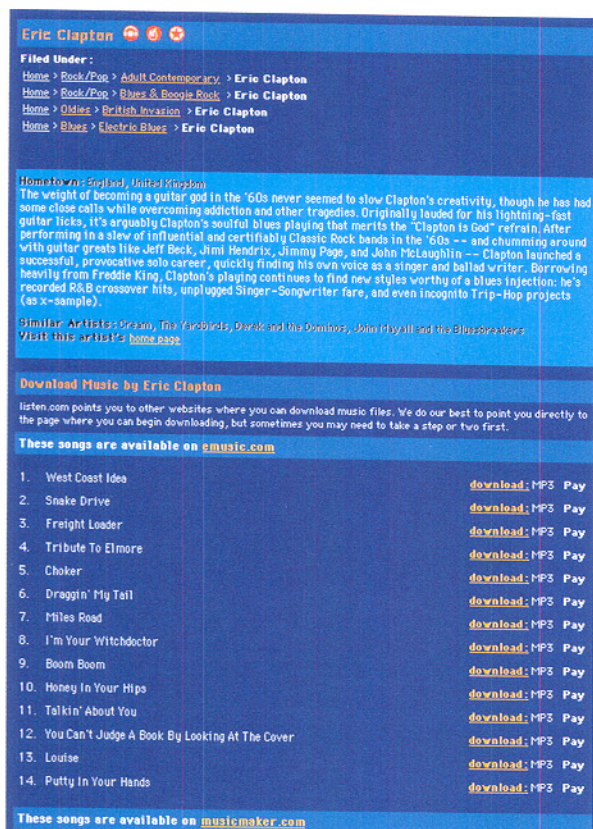 Eric Clapton
Filed Under:
Home > Rock/Pop > Adult Contemporary > Eric Clapton
Home > Rock/Pop > Blues & Boogie Rock > Eric Clapton
Home > Oldies > British Invasion > Eric Clapton
Home > Blues > Electric Blues > Eric Clapton
Hometown: England, United Kingdom
The weight of becoming a guitar god in the '60s never seemed to slow Clapton's creativity, though he has had
some close calls while overcoming addiction and other tragedies. Originally lauded for his lightning-fast
guitar licks, it's arguably Clapton's soulful blues playing that merits the "Clapton is God" refrain. After
performing in a slew of influential and certifiably Classic Rock bands in the '60s -- and chumming around
with guitar greats like Jeff Beck, Jimi Hendrix, Jimmy Page, and John McLaughlin -- Clapton launched a
successful, provocative solo career, quickly finding his own voice as a singer and ballad writer. Borrowing
heavily from Freddie King, Clapton's playing continues to find new styles worthy of a blues injection: he's
recorded R&B crossover hits, unplugged Singer-Songwriter fare, and even incognito Trip-Hop projects
(as x-sample).
Similar Artists: Cream, The Yardbirds, Derek and the Dominos, John Mayall and the Bluesbreakers
Visit this artist's home page
Download Music by Eric Clapton
listen.com points you to other websites where you can download music files. We do our best to point you directly to
the page where you can begin downloading, but sometimes you may need to take a step or two first.
These songs are available on emusic.com
1. West Coast Idea download: MP3 Pay
2. Snake Drive download: MP3 Pay
3. Freight Loader download: MP3 Pay
4. Tribute To Elmore download: MP3 Pay
5. Choker download: MP3 Pay
6. Draggin' My Tail download: MP3 Pay
7. Miles Road download: MP3 Pay
8. I'm Your Witchdoctor download: MP3 Pay
9. Boom Boom download: MP3 Pay
10. Honey In Your Hips download: MP3 Pay
11. Talkin' About You download: MP3 Pay
12. You Can't Judge A Book By Looking At The Cover download: MP3 Pay
13. Louise download: MP3 Pay
14. Putty In Your Hands download: MP3 Pay
These songs are available on musicmaker.com